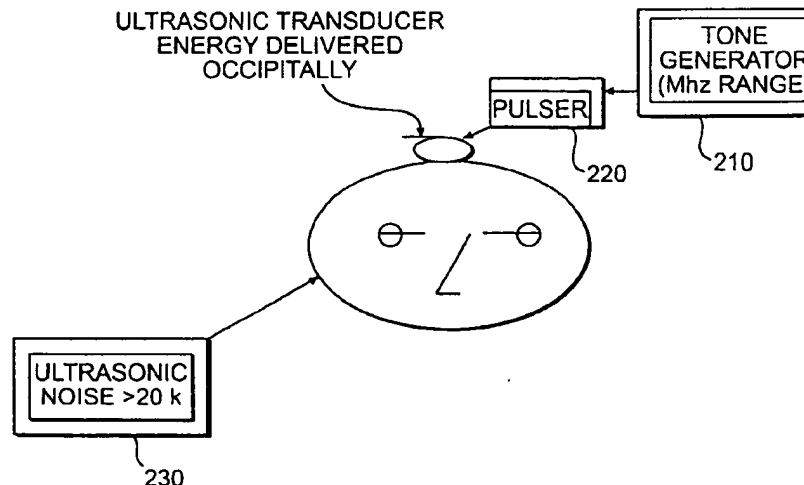 ULTRASONIC TRANSDUCER
ENERGY DELIVERED
OCCIPITALLY
PULSER
220
TONE
GENERATOR
(Mhz RANGE
210
ULTRASONIC
NOISE >20 k
230